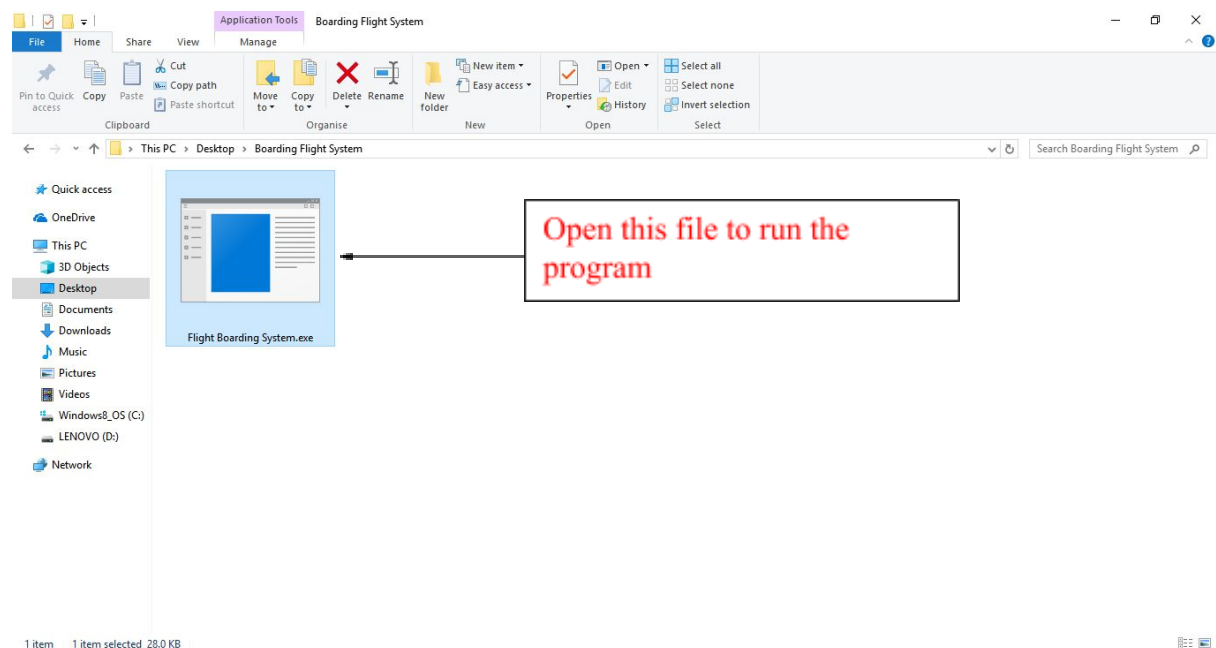 Application Tools Boarding Flight System
File Home Share View Manage
Pin to Quick access
Copy
Paste
Cut
Copy path
Paste shortcut
Clipboard
Move to
Copy to
Delete
Rename
Organise
New folder
New item
Easy access
New
Properties
Open
Edit
History
Open
Select all
Select none
Invert selection
Select
This PC > Desktop > Boarding Flight System
Search Boarding Flight System
Quick access
OneDrive
This PC
3D Objects
Desktop
Documents
Downloads
Music
Pictures
Videos
Windows8_OS (C:)
LENOVO (D:)
Network
Flight Boarding System.exe
Open this file to run the
program
1 item 1 item selected 28.0 KB